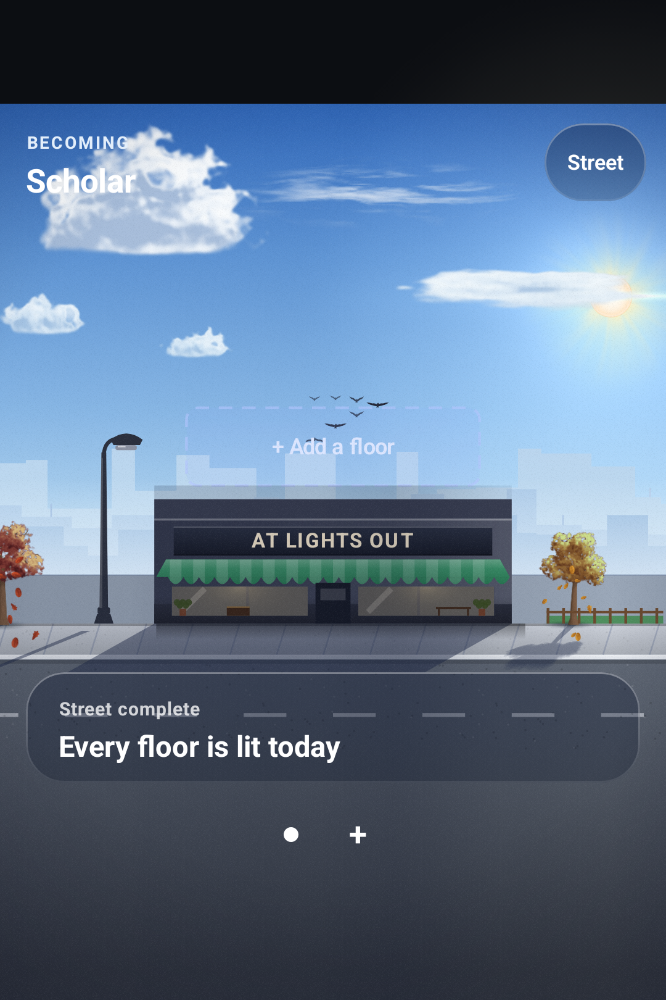 BECOMING
Scholar
Street
+ Add a floor
AT LIGHTS OUT
Street complete
Every floor is lit today
+